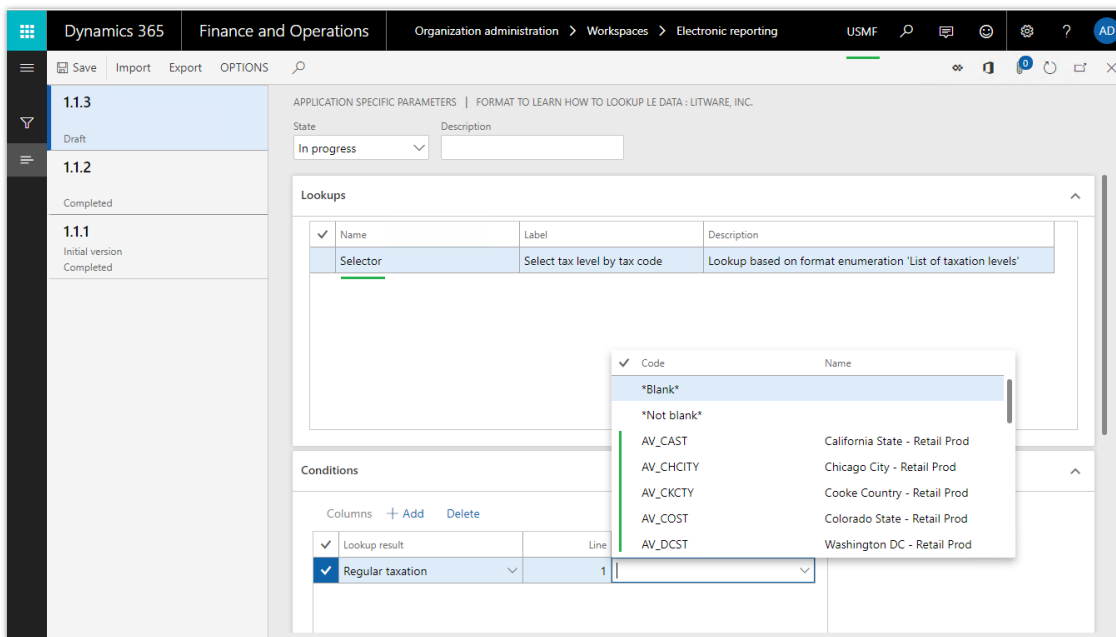 Dynamics 365 Finance and Operations Organization administration > Workspaces > Electronic reporting USMF ? AD
Save Import Export OPTIONS 0
1.1.3
Draft
1.1.2
Completed
1.1.1
Initial version
Completed
APPLICATION SPECIFIC PARAMETERS | FORMAT TO LEARN HOW TO LOOKUP LE DATA : LITWARE, INC.
State Description
In progress
Lookups
Name Label Description
Selector Select tax level by tax code Lookup based on format enumeration 'List of taxation levels'
Code Name
*Blank*
*Not blank*
AV_CAST California State - Retail Prod
AV_CHCITY Chicago City - Retail Prod
AV_CKCTY Cooke Country - Retail Prod
AV_COST Colorado State - Retail Prod
AV_DCST Washington DC - Retail Prod
Conditions
Columns + Add Delete
Lookup result Line
Regular taxation 1